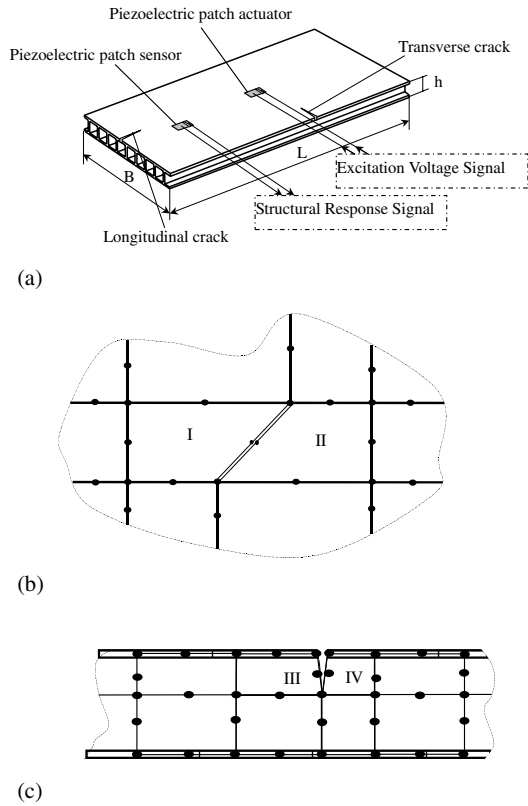 Piezoelectric patch actuator
Piezoelectric patch sensor
Transverse crack
h
L
B
Excitation Voltage Signal
Structural Response Signal
Longitudinal crack
(a)
I
II
(b)
III
IV
(c)